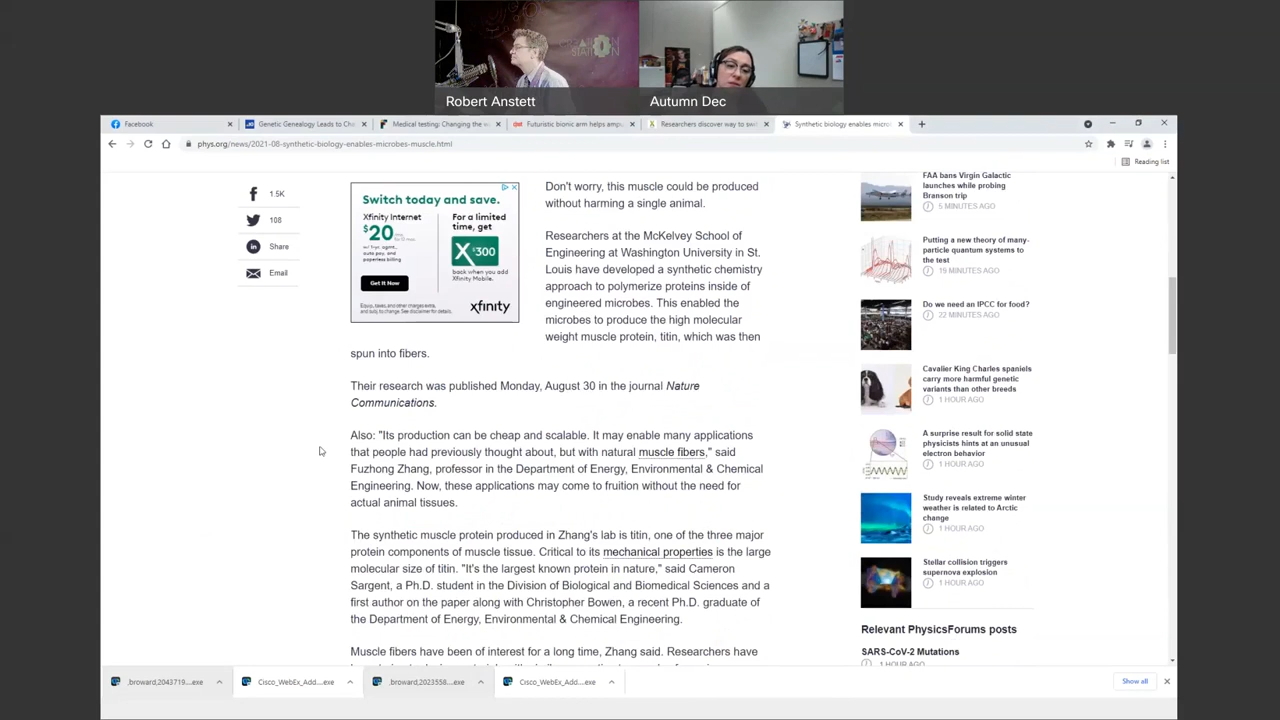 Robert Anstett
Autumn Dec
Facebook
Genetic Genealogy Leads to Cha
Medical testing: Changing the w
Futuristic bionic arm helps ampu
Researchers discover way to swi
Synthetic biology enables micro
phys.org/news/2021-08-synthetic-biology-enables-microbes-muscle.html
Reading list
1.5K
108
Share
Email
Switch today and save.
Xfinity Internet
$20
For a limited
time, get
X $300
back when you add
Xfinity Mobile.
Get It Now
xfinity
Don't worry, this muscle could be produced
without harming a single animal.
Researchers at the McKelvey School of
Engineering at Washington University in St.
Louis have developed a synthetic chemistry
approach to polymerize proteins inside of
engineered microbes. This enabled the
microbes to produce the high molecular
weight muscle protein, titin, which was then
spun into fibers.
Their research was published Monday, August 30 in the journal Nature
Communications.
Also: "Its production can be cheap and scalable. It may enable many applications
that people had previously thought about, but with natural muscle fibers," said
Fuzhong Zhang, professor in the Department of Energy, Environmental & Chemical
Engineering. Now, these applications may come to fruition without the need for
actual animal tissues.
The synthetic muscle protein produced in Zhang's lab is titin, one of the three major
protein components of muscle tissue. Critical to its mechanical properties is the large
molecular size of titin. "It's the largest known protein in nature," said Cameron
Sargent, a Ph.D. student in the Division of Biological and Biomedical Sciences and a
first author on the paper along with Christopher Bowen, a recent Ph.D. graduate of
the Department of Energy, Environmental & Chemical Engineering.
Muscle fibers have been of interest for a long time, Zhang said. Researchers have
FAA bans Virgin Galactic
launches while probing
Branson trip
5 MINUTES AGO
Putting a new theory of many-
particle quantum systems to
the test
19 MINUTES AGO
Do we need an IPCC for food?
22 MINUTES AGO
Cavalier King Charles spaniels
carry more harmful genetic
variants than other breeds
1 HOUR AGO
A surprise result for solid state
physicists hints at an unusual
electron behavior
1 HOUR AGO
Study reveals extreme winter
weather is related to Arctic
change
1 HOUR AGO
Stellar collision triggers
supernova explosion
1 HOUR AGO
Relevant PhysicsForums posts
SARS-CoV-2 Mutations
1 HOUR AGO
,broward,2043719....exe
Cisco_WebEx_Add....exe
,broward,2023558....exe
Cisco_WebEx_Add....exe
Show all